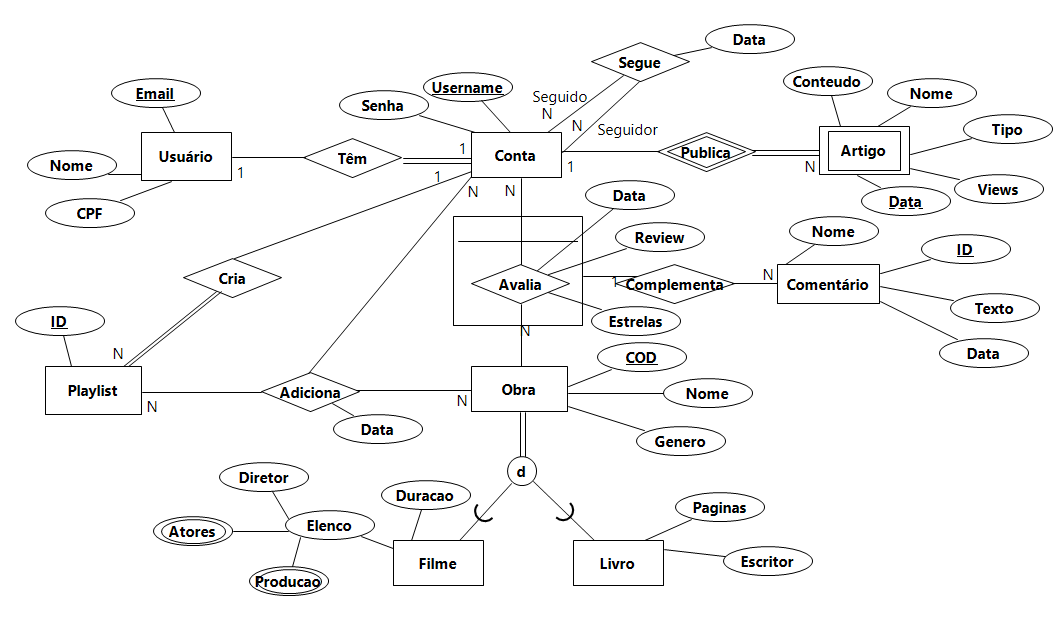 Data
Segue
Conteudo
Nome
Email
Username
Seguido
Senha
N
N
Seguidor
Tipo
Usuário
Têm
1
Conta
Publica
Artigo
Nome
1
1
1
N
Views
N
N
Data
Data
CPF
Nome
Review
ID
Cria
Avalia
1
Complementa
N
Comentário
Texto
ID
Estrelas
N
Data
N
COD
Playlist
Adiciona
Obra
Nome
N
N
Data
Genero
d
Diretor
Duracao
Paginas
Atores
Elenco
Filme
Livro
Escritor
Producao